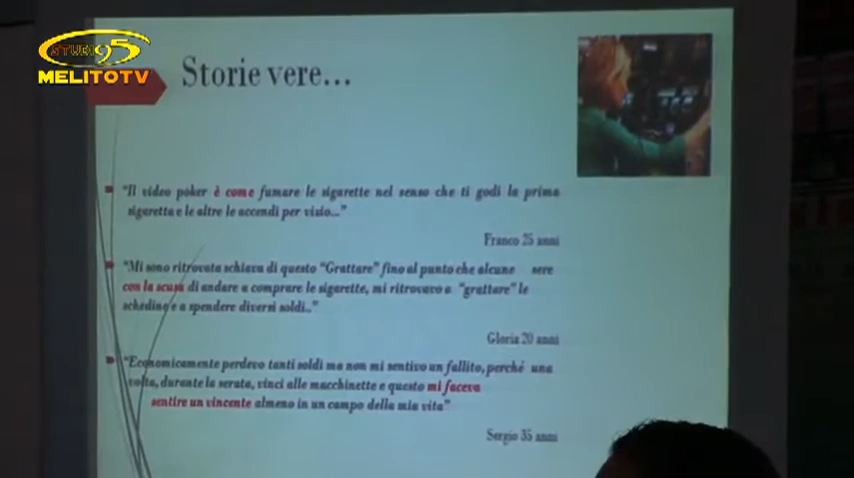 STUDIO 95
MELITOTV
Storie vere...
"Il video poker è come fumare le sigarette nel senso che ti godi la prima
sigaretta e le altre le accendi per vizio..."
Franco 25 anni
"Mi sono ritrovata schiava di questo "Grattare" fino al punto che alcune sere
con la scusa di andare a comprare le sigarette, mi ritrovavo a "grattare" le
schedine e a spendere diversi soldi.."
Gloria 20 anni
"Economicamente perdevo tanti soldi ma non mi sentivo un fallito, perché una
volta, durante la serata, vinci alle macchinette e questo mi faceva
sentire un vincente almeno in un campo della mia vita"
Sergio 35 anni